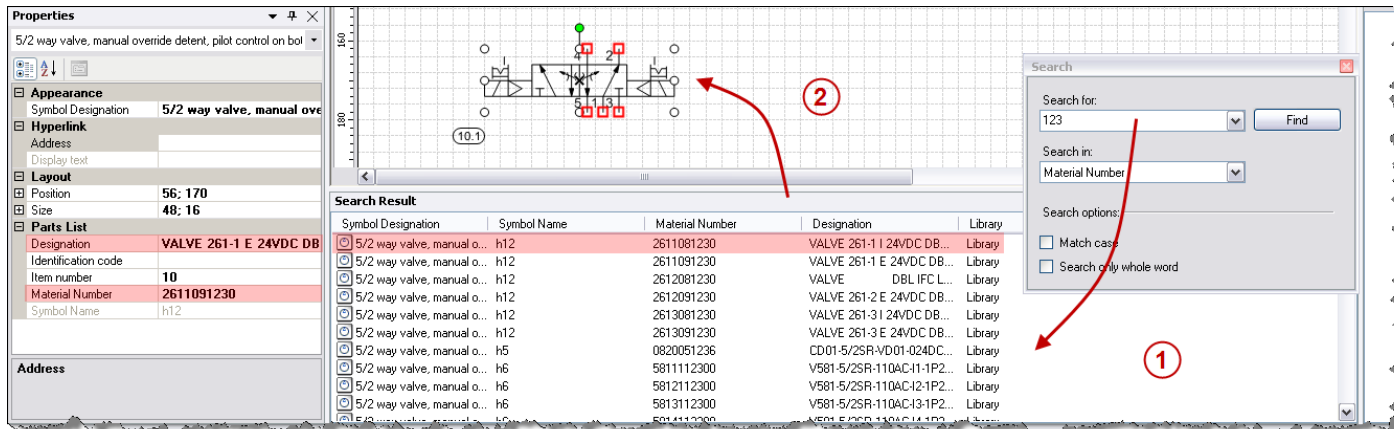 Properties
5/2 way valve, manual override detent, pilot control on bot
Appearance
Symbol Designation 5/2 way valve, manual ove
Hyperlink
Address
Display text
Layout
Position 56; 170
Size 48; 16
Parts List
Designation VALVE 261-1 E 24VDC DB
Identification code
Item number 10
Material Number 2611091230
Symbol Name h12
Address
160
180
4 2
5 1 3
10.1
2
Search Result
Symbol Designation Symbol Name Material Number Designation Library
5/2 way valve, manual o... h12 2611081230 VALVE 261-1 I 24VDC DB... Library
5/2 way valve, manual o... h12 2611091230 VALVE 261-1 E 24VDC DB... Library
5/2 way valve, manual o... h12 2612081230 VALVE DBL IFC L... Library
5/2 way valve, manual o... h12 2612091230 VALVE 261-2 E 24VDC DB... Library
5/2 way valve, manual o... h12 2613081230 VALVE 261-3 I 24VDC DB... Library
5/2 way valve, manual o... h12 2613091230 VALVE 261-3 E 24VDC DB... Library
5/2 way valve, manual o... h5 0820051236 CD01-5/2SR-VD01-024DC... Library
5/2 way valve, manual o... h6 5811112300 V581-5/2SR-110AC-I1-1P2... Library
5/2 way valve, manual o... h6 5812112300 V581-5/2SR-110AC-I2-1P2... Library
5/2 way valve, manual o... h6 5813112300 V581-5/2SR-110AC-I3-1P2... Library
Search
Search for:
123 Find
Search in:
Material Number
Search options:
Match case
Search only whole word
1